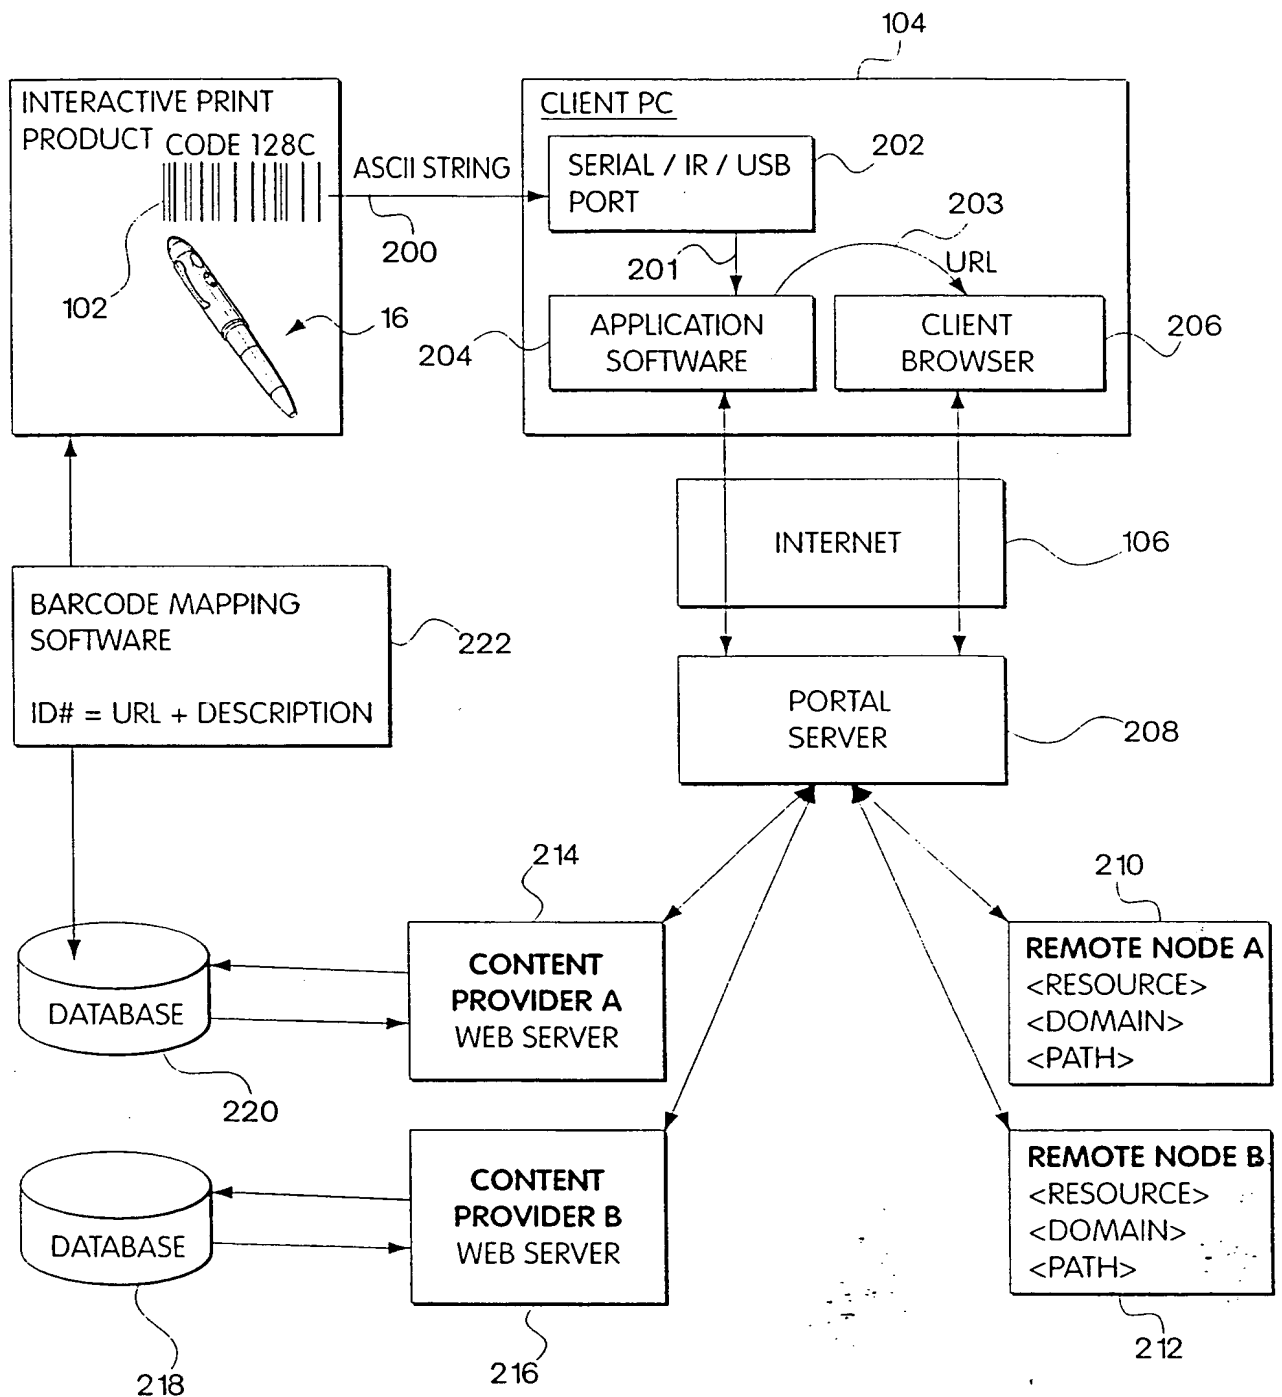 104
INTERACTIVE PRINT
PRODUCT
CODE 128C
102
16
ASCII STRING
200
CLIENT PC
SERIAL / IR / USB
PORT
202
201
203
URL
APPLICATION
SOFTWARE
204
CLIENT
BROWSER
206
INTERNET
106
BARCODE MAPPING
SOFTWARE
ID# = URL + DESCRIPTION
222
PORTAL
SERVER
208
214
210
DATABASE
220
CONTENT
PROVIDER A
WEB SERVER
REMOTE NODE A
<RESOURCE>
<DOMAIN>
<PATH>
DATABASE
218
CONTENT
PROVIDER B
WEB SERVER
216
REMOTE NODE B
<RESOURCE>
<DOMAIN>
<PATH>
212